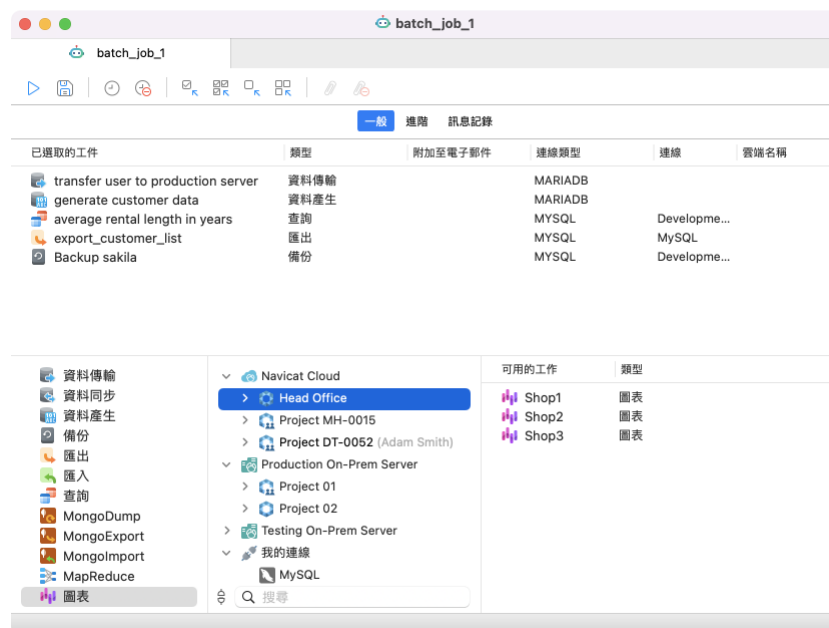 batch_job_1
batch_job_1
一般 進階 訊息記錄
已選取的工件 類型 附加至電子郵件 連線類型 連線 雲端名稱
transfer user to production server 資料傳輸 MARIADB
generate customer data 資料產生 MARIADB
average rental length in years 查詢 MYSQL Developme...
export_customer_list 匯出 MYSQL MySQL
Backup sakila 備份 MYSQL Developme...
資料傳輸
資料同步
資料產生
備份
匯出
匯入
查詢
MongoDump
MongoExport
MongoImport
MapReduce
圖表
Navicat Cloud
Head Office
Project MH-0015
Project DT-0052 (Adam Smith)
Production On-Prem Server
Project 01
Project 02
Testing On-Prem Server
我的連線
MySQL
搜尋
可用的工作 類型
Shop1 圖表
Shop2 圖表
Shop3 圖表